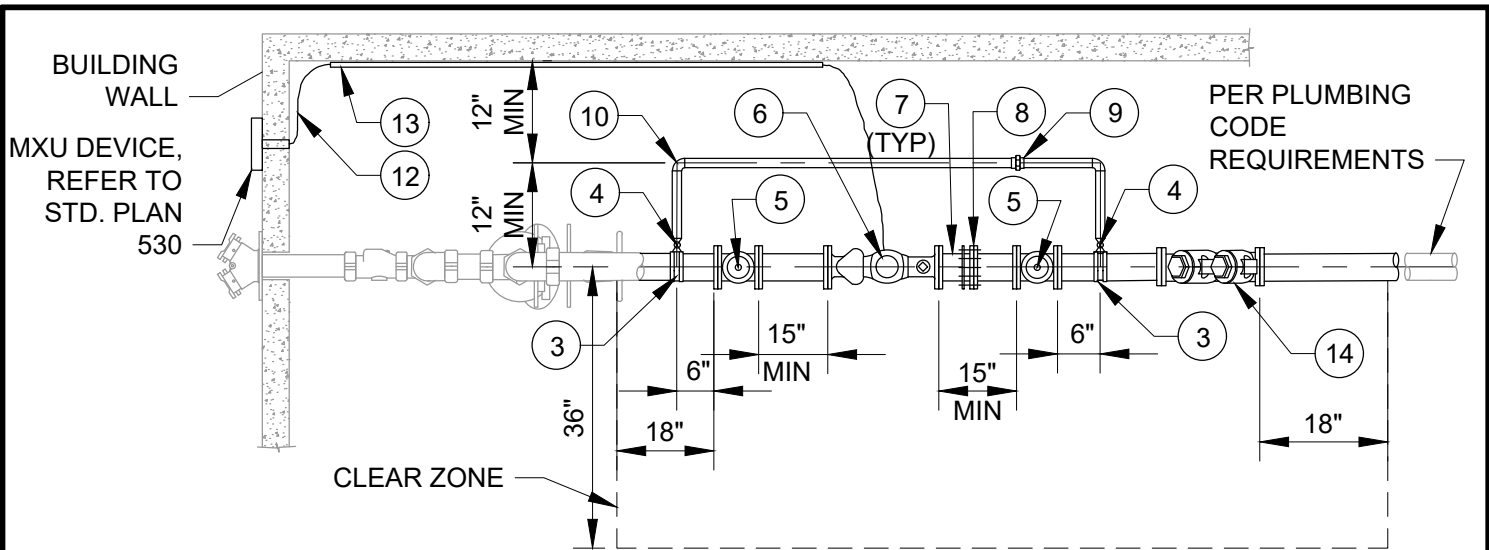 BUILDING
WALL
MXU DEVICE,
REFER TO
STD. PLAN
530
13
12
12"
MIN
12"
MIN
10
4
5
6
7
(TYP)
8
9
5
4
PER PLUMBING
CODE
REQUIREMENTS
3
6"
15"
MIN
18"
36"
15"
MIN
6"
3
14
18"
CLEAR ZONE